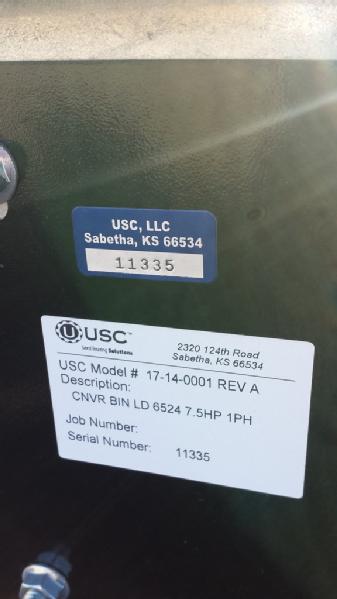 USC, LLC
Sabetha, KS 66534
11335
USC™
Seed Treating Solutions
2320 124th Road
Sabetha, KS 66534
USC Model # 17-14-0001 REV A
Description:
CNVR BIN LD 6524 7.5HP 1PH
Job Number:
Serial Number: 11335